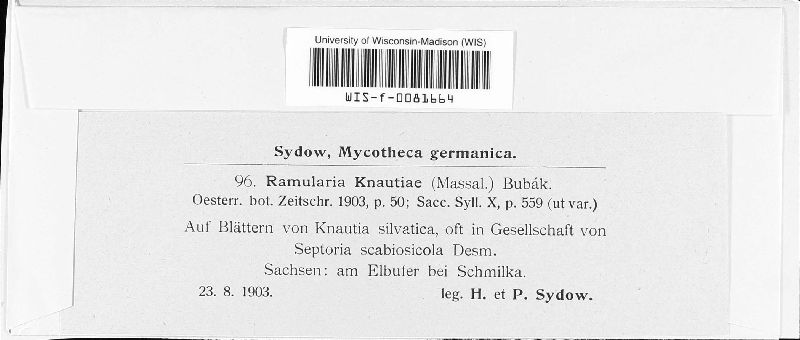 University of Wisconsin-Madison (WIS)
WIS-f-0081664
Sydow, Mycotheca germanica.
96. Ramularia Knautiae (Massal.) Bubák.
Oesterr. bot. Zeitschr. 1903, p. 50; Sacc. Syll. X, p. 559 (ut var.)
Auf Blättern von Knautia silvatica, oft in Gesellschaft von
Septoria scabiosicola Desm.
Sachsen: am Elbufer bei Schmilka.
23. 8. 1903. leg. H. et P. Sydow.